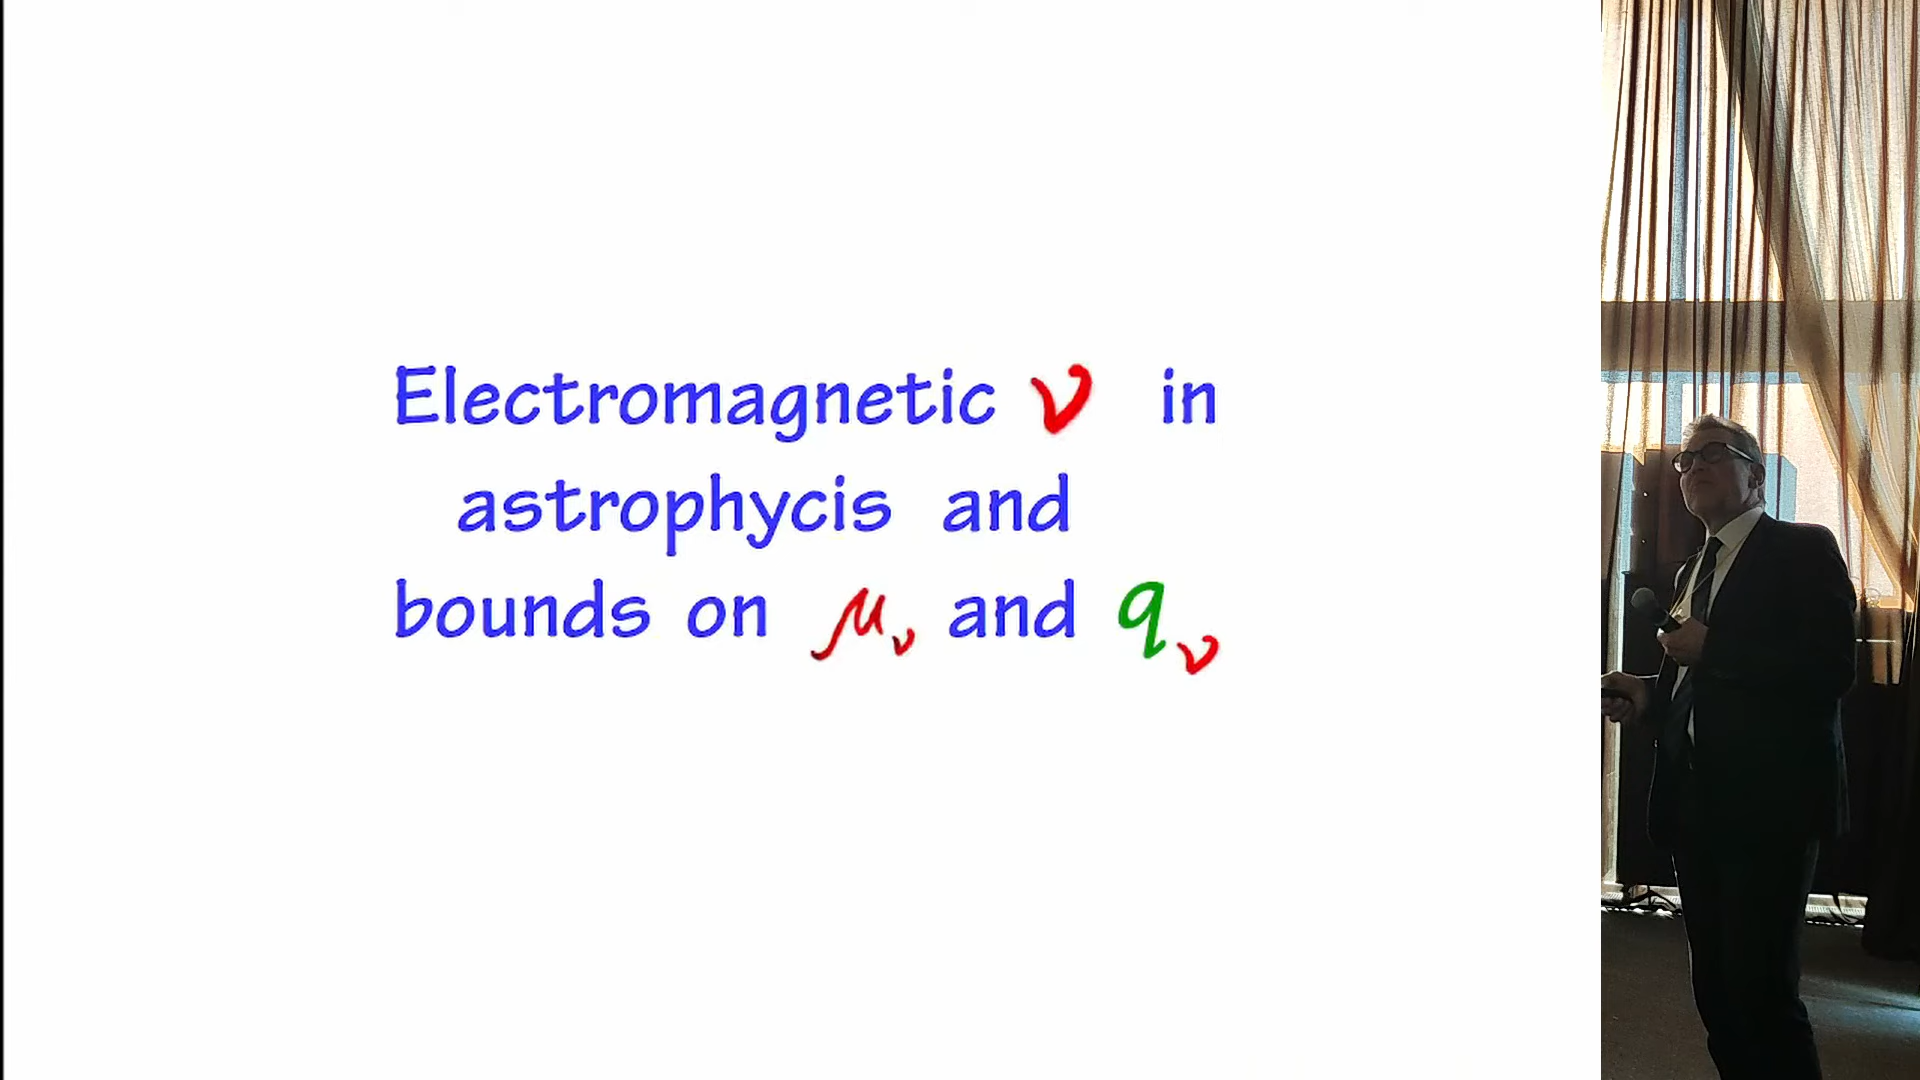 Electromagnetic ν in
astrophycis and
bounds on μν and qν